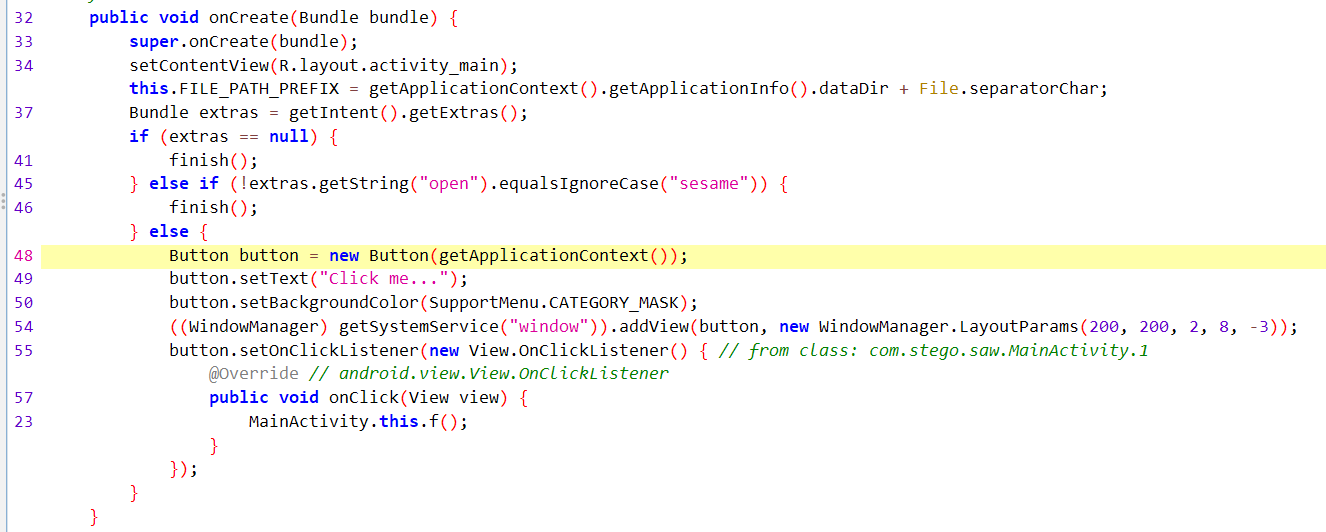 32 public void onCreate(Bundle bundle) {
33 super.onCreate(bundle);
34 setContentView(R.layout.activity_main);
this.FILE_PATH_PREFIX = getApplicationContext().getApplicationInfo().dataDir + File.separatorChar;
37 Bundle extras = getIntent().getExtras();
if (extras == null) {
41 finish();
45 } else if (!extras.getString("open").equalsIgnoreCase("sesame")) {
46 finish();
} else {
48 Button button = new Button(getApplicationContext());
49 button.setText("Click me...");
50 button.setBackgroundColor(SupportMenu.CATEGORY_MASK);
54 ((WindowManager) getSystemService("window")).addView(button, new WindowManager.LayoutParams(200, 200, 2, 8, -3));
55 button.setOnClickListener(new View.OnClickListener() { // from class: com.stego.saw.MainActivity.1
@Override // android.view.View.OnClickListener
57 public void onClick(View view) {
23 MainActivity.this.f();
}
});
}
}